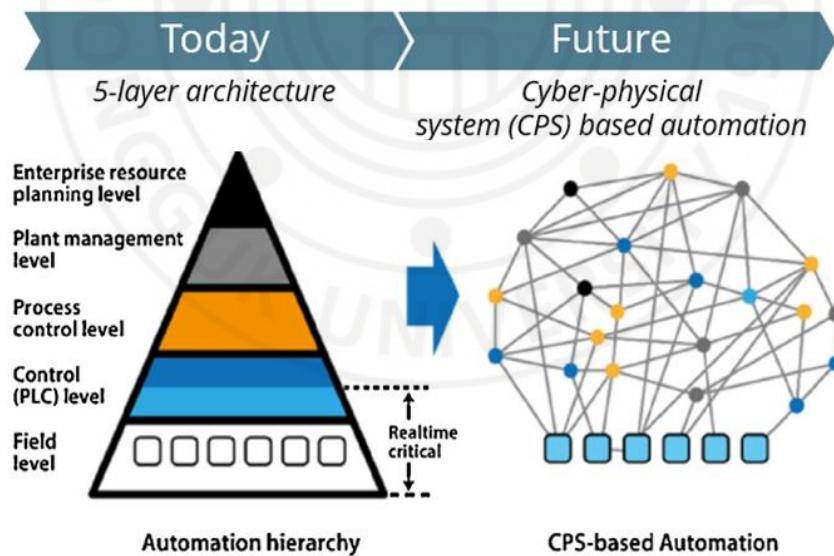 Today
Future
5-layer architecture
Cyber-physical
system (CPS) based automation
Enterprise resource
planning level
Plant management
level
Process
control level
Control
(PLC) level
Realtime
critical
Field
level
Automation hierarchy
CPS-based Automation